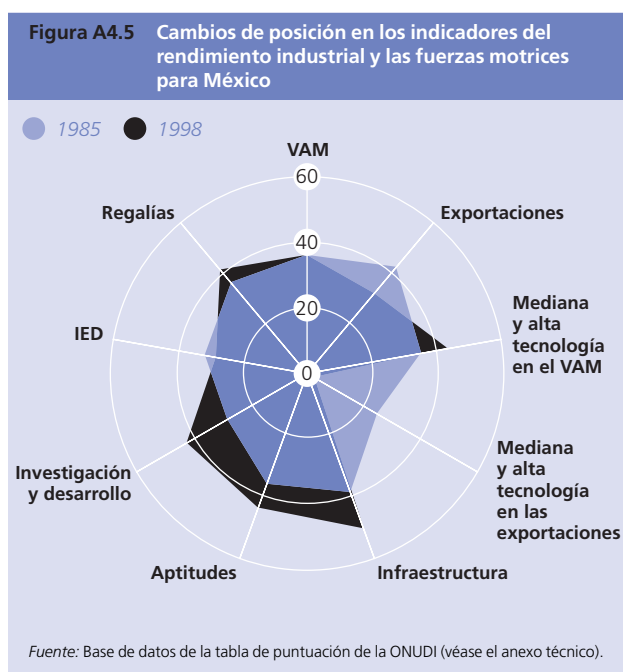 Figura A4.5 Cambios de posición en los indicadores del
rendimiento industrial y las fuerzas motrices
para México
1985 1998
VAM
60
Regalías
Exportaciones
40
Mediana
y alta
tecnología
en el VAM
IED
20
0
Mediana
y alta
tecnología
en las
exportaciones
Investigación
y desarrollo
Aptitudes
Infraestructura
Fuente: Base de datos de la tabla de puntuación de la ONUDI (véase el anexo técnico).